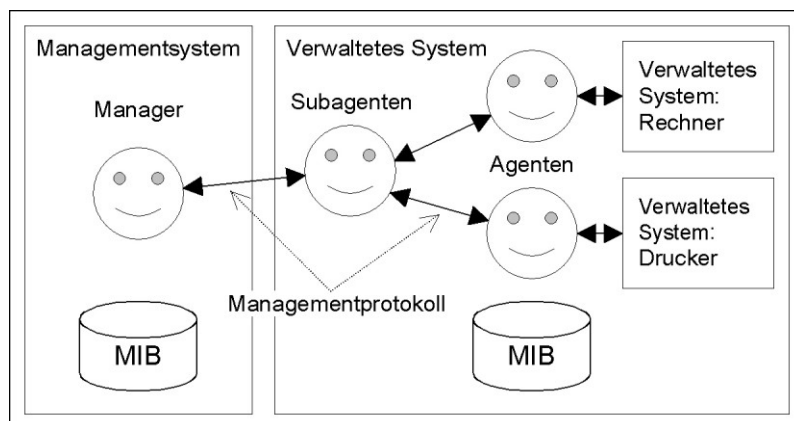 Managementsystem
Manager
MIB
Verwaltetes System
Subagenten
Agenten
Verwaltetes
System:
Rechner
Verwaltetes
System:
Drucker
Managementprotokoll
MIB